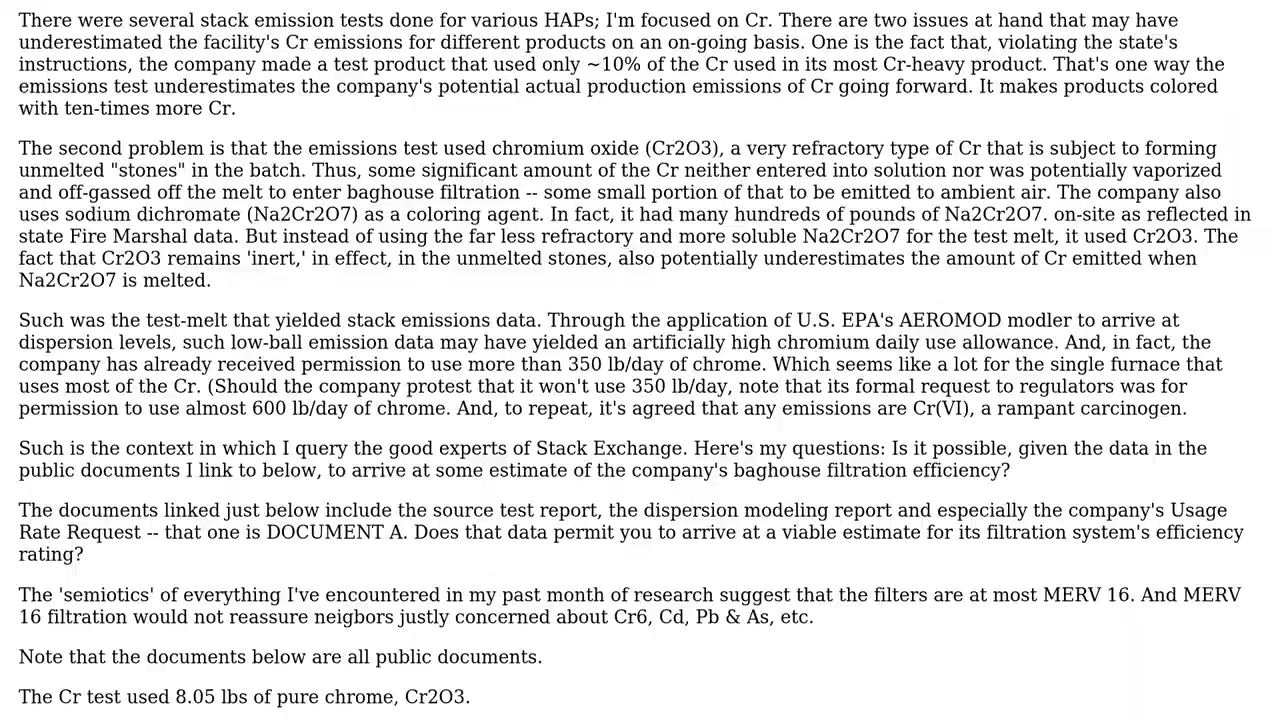 There were several stack emission tests done for various HAPs; I'm focused on Cr. There are two issues at hand that may have
underestimated the facility's Cr emissions for different products on an on-going basis. One is the fact that, violating the state's
instructions, the company made a test product that used only ~10% of the Cr used in its most Cr-heavy product. That's one way the
emissions test underestimates the company's potential actual production emissions of Cr going forward. It makes products colored
with ten-times more Cr.
The second problem is that the emissions test used chromium oxide (Cr2O3), a very refractory type of Cr that is subject to forming
unmelted "stones" in the batch. Thus, some significant amount of the Cr neither entered into solution nor was potentially vaporized
and off-gassed off the melt to enter baghouse filtration -- some small portion of that to be emitted to ambient air. The company also
uses sodium dichromate (Na2Cr2O7) as a coloring agent. In fact, it had many hundreds of pounds of Na2Cr2O7. on-site as reflected in
state Fire Marshal data. But instead of using the far less refractory and more soluble Na2Cr2O7 for the test melt, it used Cr2O3. The
fact that Cr2O3 remains 'inert,' in effect, in the unmelted stones, also potentially underestimates the amount of Cr emitted when
Na2Cr2O7 is melted.
Such was the test-melt that yielded stack emissions data. Through the application of U.S. EPA's AEROMOD modler to arrive at
dispersion levels, such low-ball emission data may have yielded an artificially high chromium daily use allowance. And, in fact, the
company has already received permission to use more than 350 lb/day of chrome. Which seems like a lot for the single furnace that
uses most of the Cr. (Should the company protest that it won't use 350 lb/day, note that its formal request to regulators was for
permission to use almost 600 lb/day of chrome. And, to repeat, it's agreed that any emissions are Cr(VI), a rampant carcinogen.
Such is the context in which I query the good experts of Stack Exchange. Here's my questions: Is it possible, given the data in the
public documents I link to below, to arrive at some estimate of the company's baghouse filtration efficiency?
The documents linked just below include the source test report, the dispersion modeling report and especially the company's Usage
Rate Request -- that one is DOCUMENT A. Does that data permit you to arrive at a viable estimate for its filtration system's efficiency
rating?
The 'semiotics' of everything I've encountered in my past month of research suggest that the filters are at most MERV 16. And MERV
16 filtration would not reassure neigbors justly concerned about Cr6, Cd, Pb & As, etc.
Note that the documents below are all public documents.
The Cr test used 8.05 lbs of pure chrome, Cr2O3.